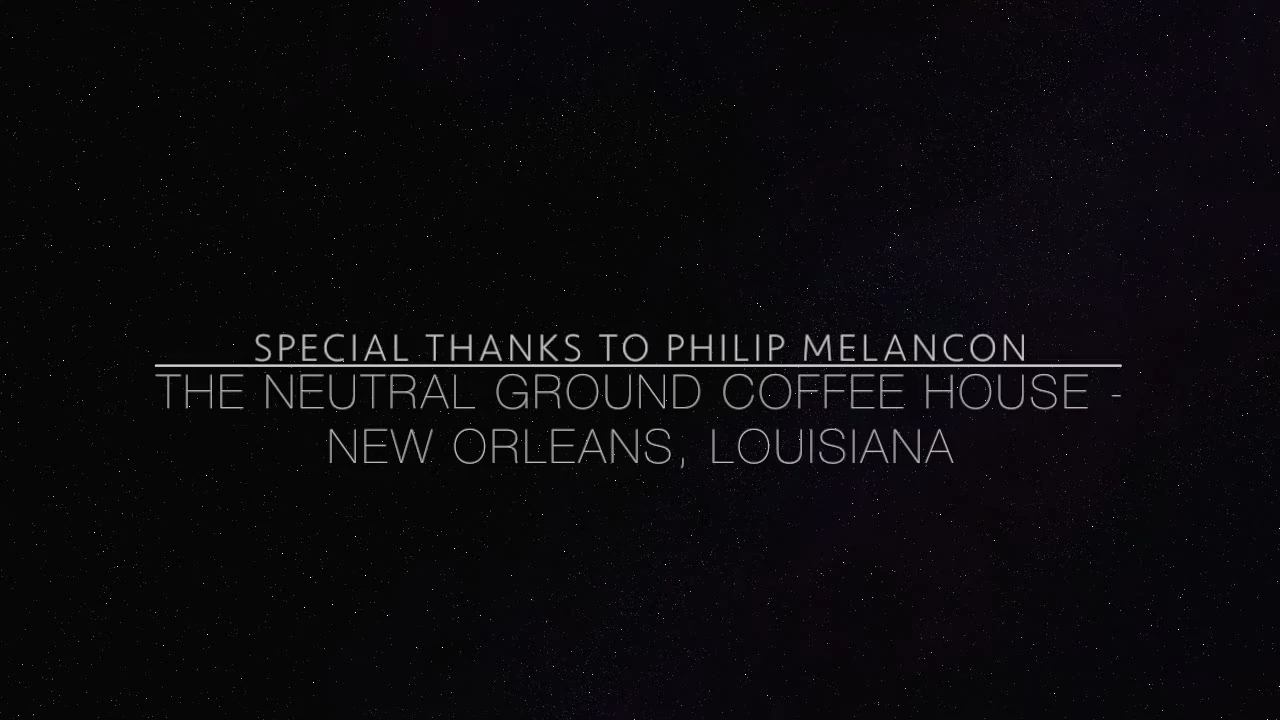 SPECIAL THANKS TO PHILIP MELANCON
THE NEUTRAL GROUND COFFEE HOUSE -
NEW ORLEANS, LOUISIANA